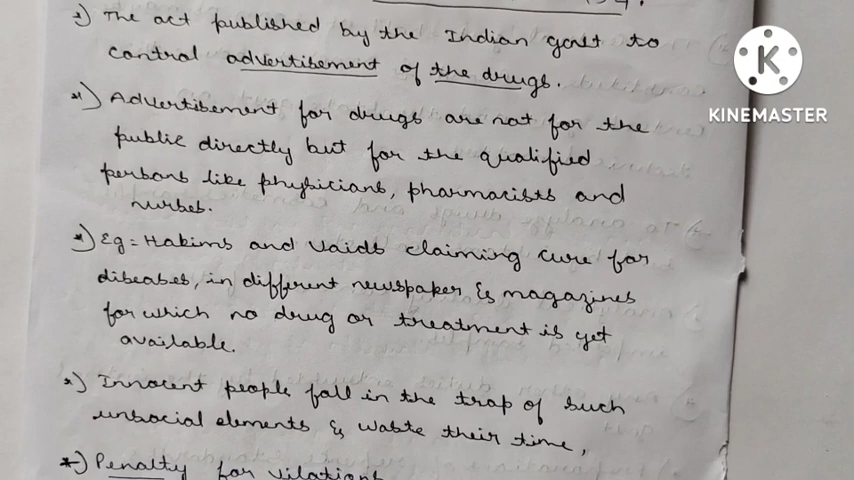 *) The act published by the Indian govt to
control advertisement of the drugs.
*) Advertisement for drugs are not for the
public directly but for the qualified
persons like physicians, pharmacists and
nurses.
*) Eg = Hakims and Vaids claiming cure for
diseases, in different newspaper & magazines
for which no drug or treatment is yet
available.
*) Innocent people fall in the trap of such
unsocial elements & waste their time,
*) Penalty for vilations
K
KINEMASTER